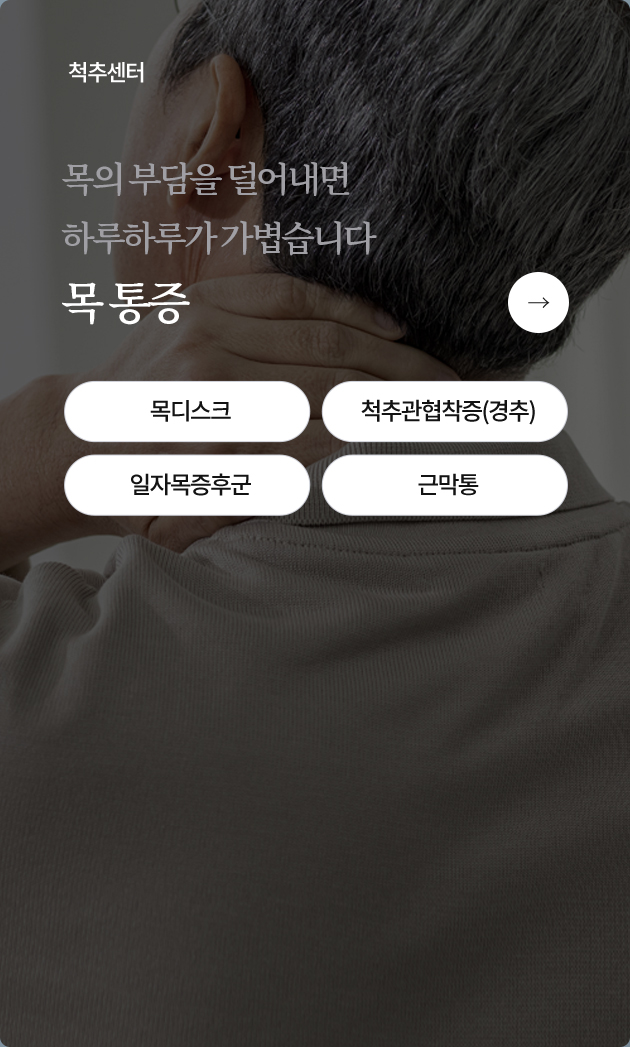 척추센터
목의 부담을 덜어내면
하루하루가 가볍습니다
목 통증
목디스크
척추관협착증(경추)
일자목증후군
근막통